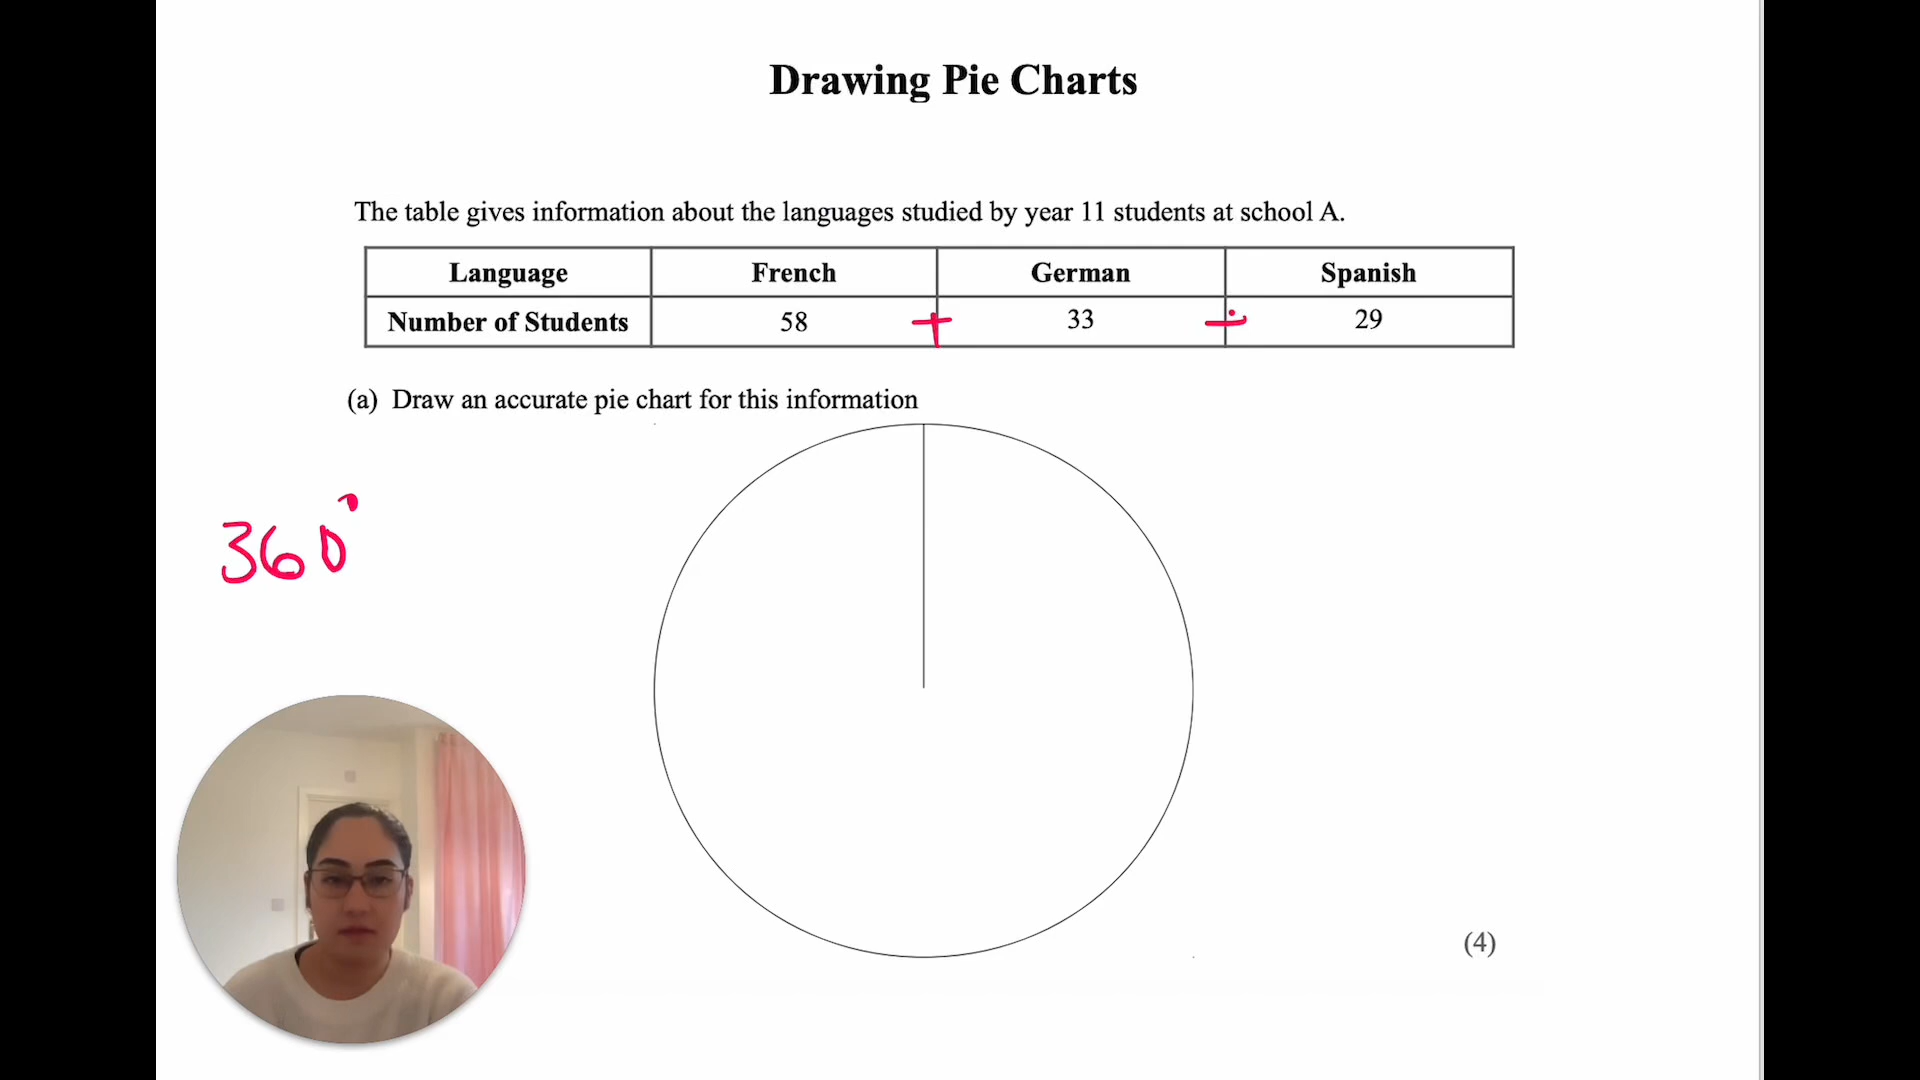 Drawing Pie Charts
The table gives information about the languages studied by year 11 students at school A.
Language French German Spanish
Number of Students 58 + 33 ÷ 29
(a) Draw an accurate pie chart for this information
360°
(4)